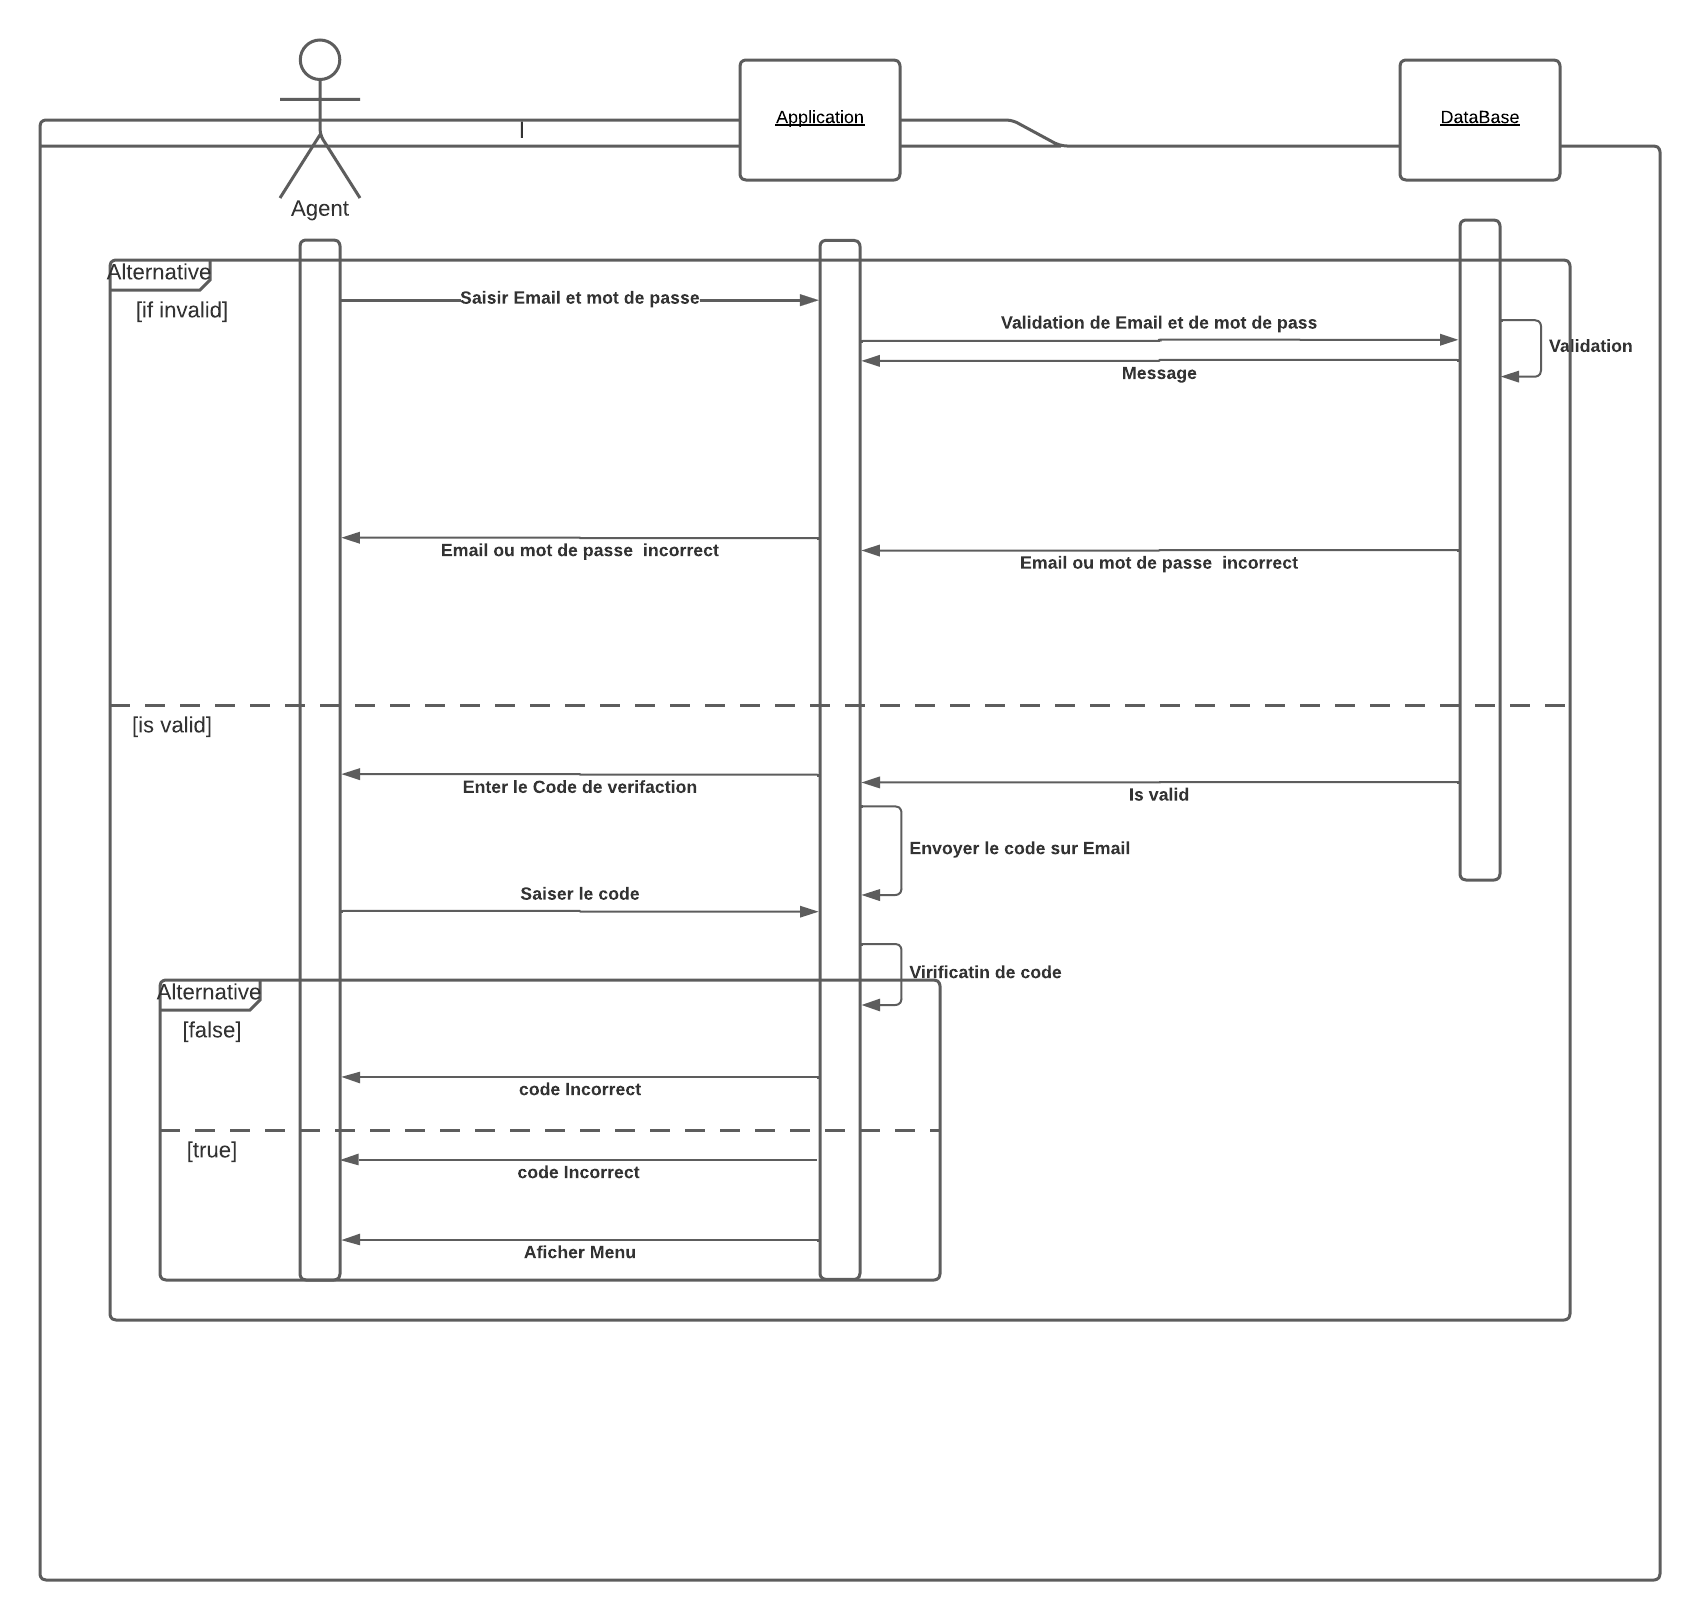 Application
DataBase
I
Agent
Alternative
[if invalid]
Saisir Email et mot de passe
Validation de Email et de mot de pass
Validation
Message
Email ou mot de passe  incorrect
Email ou mot de passe  incorrect
[is valid]
Enter le Code de verifaction
Is valid
Envoyer le code sur Email
Saiser le code
Virificatin de code
Alternative
[false]
code Incorrect
[true]
code Incorrect
Aficher Menu